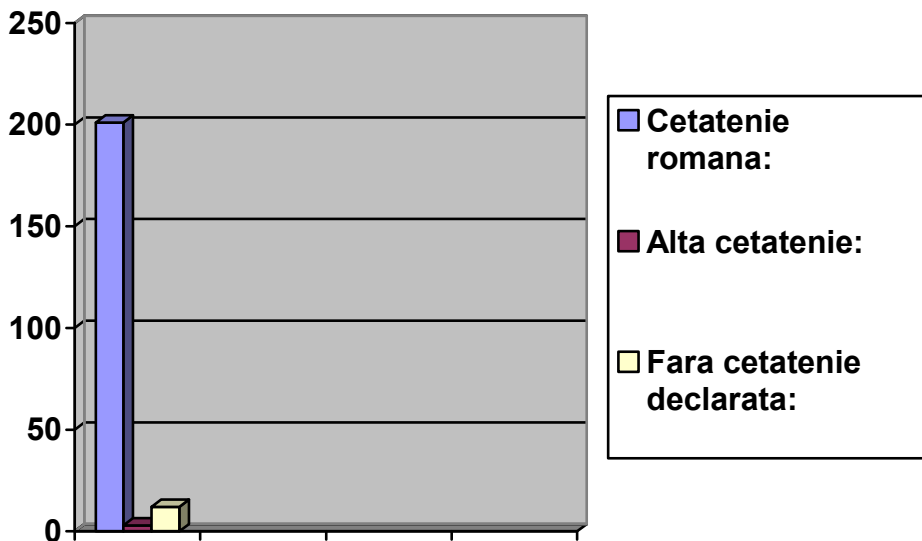 250
200
150
100
50
0
Cetatenie
romana:
Alta cetatenie:
Fara cetatenie
declarata: